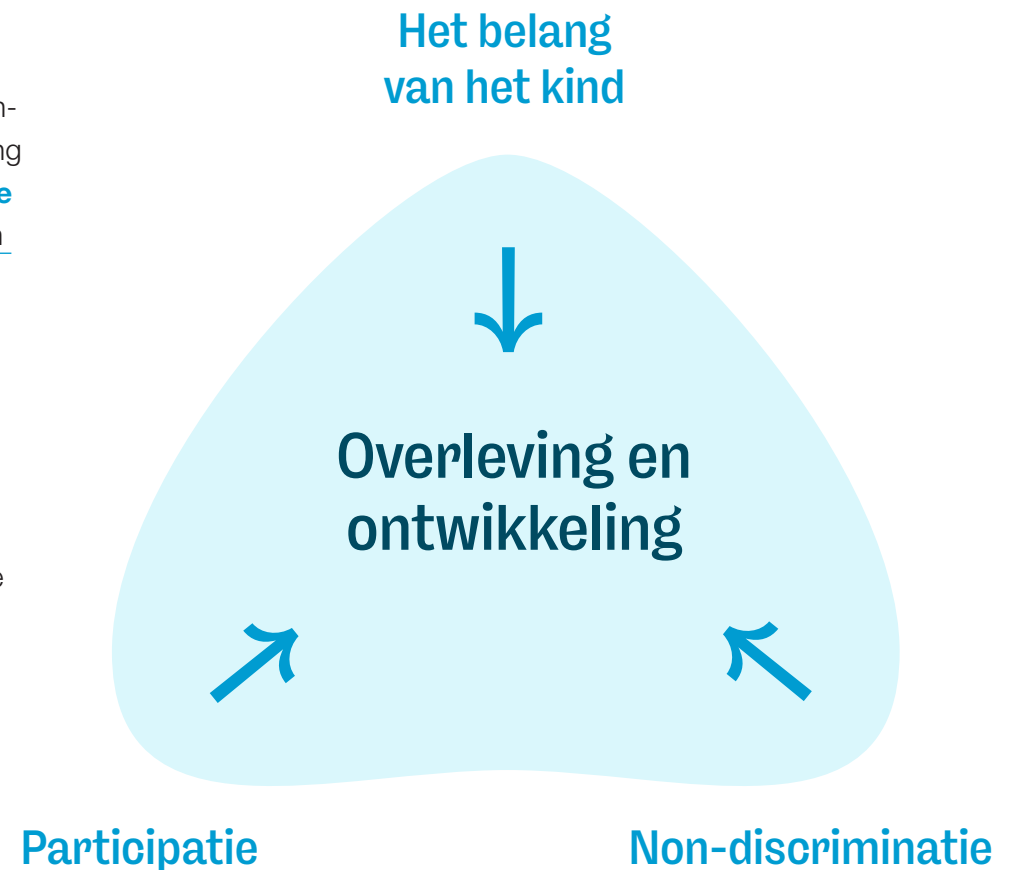 Het belang
van het kind
Overleving en
ontwikkeling
Participatie
Non-discriminatie